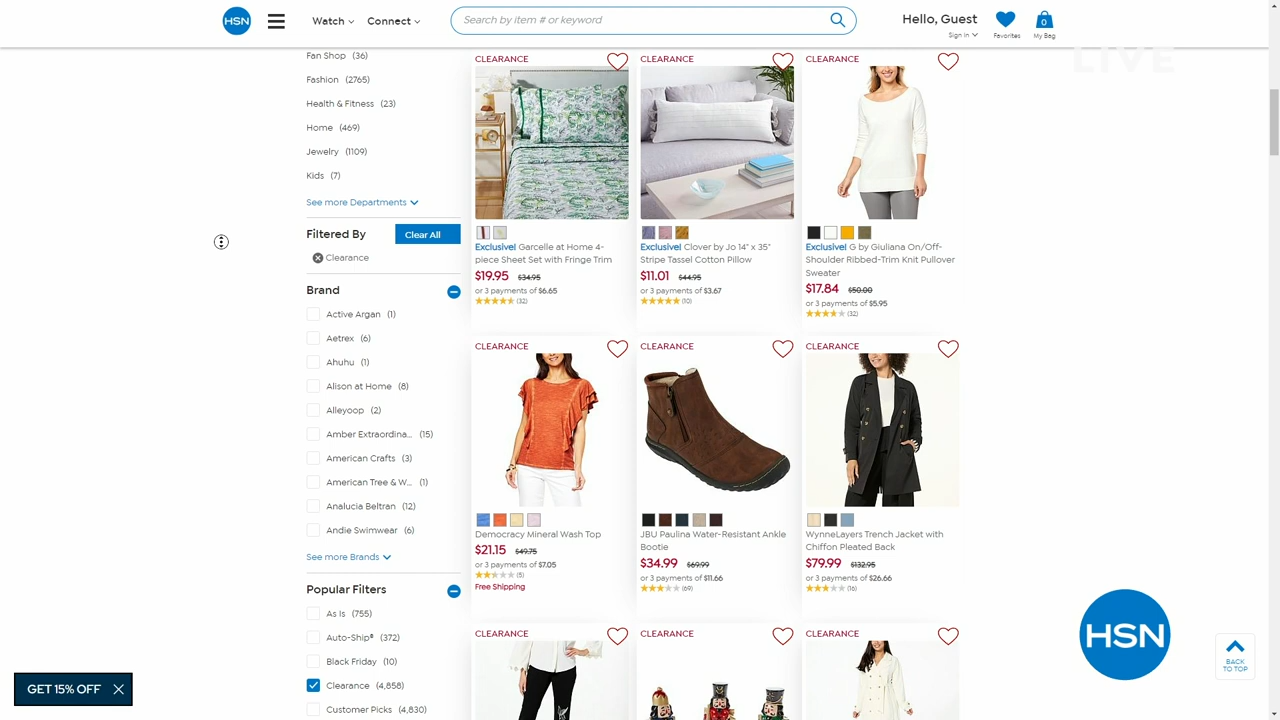 HSN
Watch
Connect
Search by item # or keyword
Hello, Guest
Sign In
Favorites
0
My Bag
LIVE
Fan Shop (36)
Fashion (2765)
Health & Fitness (23)
Home (469)
Jewelry (1109)
Kids (7)
See more Departments
Filtered By
Clear All
Clearance
Brand
Active Argan (1)
Aetrex (6)
Ahuhu (1)
Alison at Home (8)
Alleyoop (2)
Amber Extraordina... (15)
American Crafts (3)
American Tree & W... (1)
Analucia Beltran (12)
Andie Swimwear (6)
See more Brands
Popular Filters
As Is (755)
Auto-Ship® (372)
Black Friday (10)
Clearance (4,858)
Customer Picks (4,830)
CLEARANCE
Exclusive! Garcelle at Home 4-
piece Sheet Set with Fringe Trim
$19.95 $34.95
or 3 payments of $6.65
(32)
CLEARANCE
Exclusive! Clover by Jo 14" x 35"
Stripe Tassel Cotton Pillow
$11.01 $44.95
or 3 payments of $3.67
(10)
CLEARANCE
Exclusive! G by Giuliana On/Off-
Shoulder Ribbed-Trim Knit Pullover
Sweater
$17.84 $50.00
or 3 payments of $5.95
(32)
CLEARANCE
Democracy Mineral Wash Top
$21.15 $49.75
or 3 payments of $7.05
(5)
Free Shipping
CLEARANCE
JBU Paulina Water-Resistant Ankle
Bootie
$34.99 $69.99
or 3 payments of $11.66
(69)
CLEARANCE
WynneLayers Trench Jacket with
Chiffon Pleated Back
$79.99 $132.95
or 3 payments of $26.66
(16)
CLEARANCE
CLEARANCE
CLEARANCE
GET 15% OFF
HSN
BACK
TO TOP